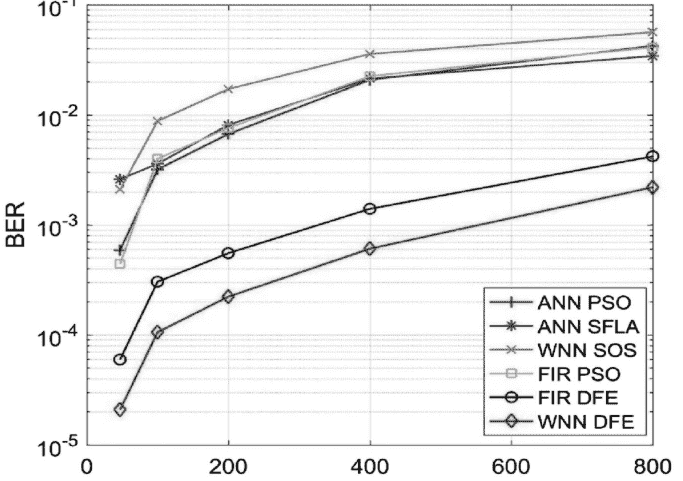 10⁻¹
10⁻²
10⁻³
10⁻⁴
10⁻⁵
BER
ANN PSO
ANN SFLA
WNN SOS
FIR PSO
FIR DFE
WNN DFE
0 200 400 600 800